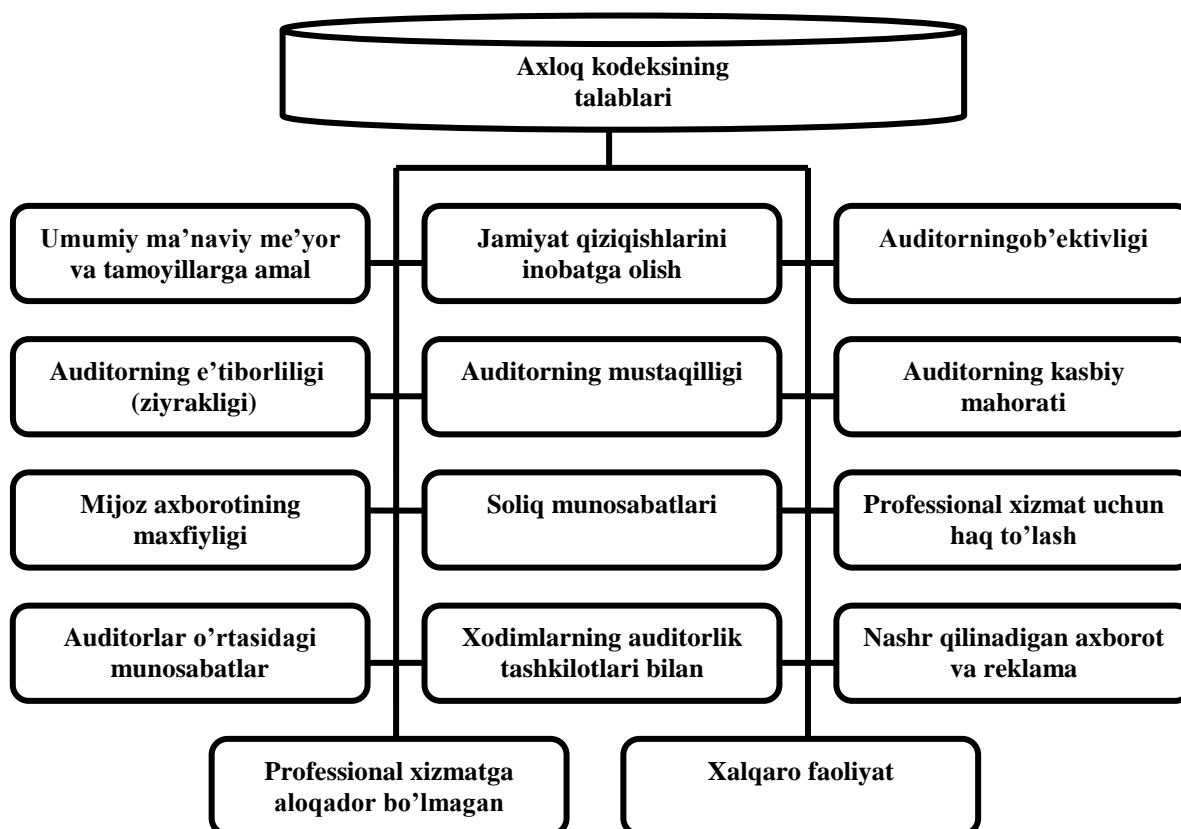 Axloq kodeksining
talablari
Umumiy ma’naviy me’yor
va tamoyillarga amal
Jamiyat qiziqishlarini
inobatga olish
Auditorningob’ektivligi
Auditorning e’tiborliligi
(ziyrakligi)
Auditorning mustaqilligi
Auditorning kasbiy
mahorati
Mijoz axborotining
maxfiyligi
Soliq munosabatlari
Professional xizmat uchun
haq to’lash
Auditorlar o’rtasidagi
munosabatlar
Xodimlarning auditorlik
tashkilotlari bilan
Nashr qilinadigan axborot
va reklama
Professional xizmatga
aloqador bo’lmagan
Xalqaro faoliyat